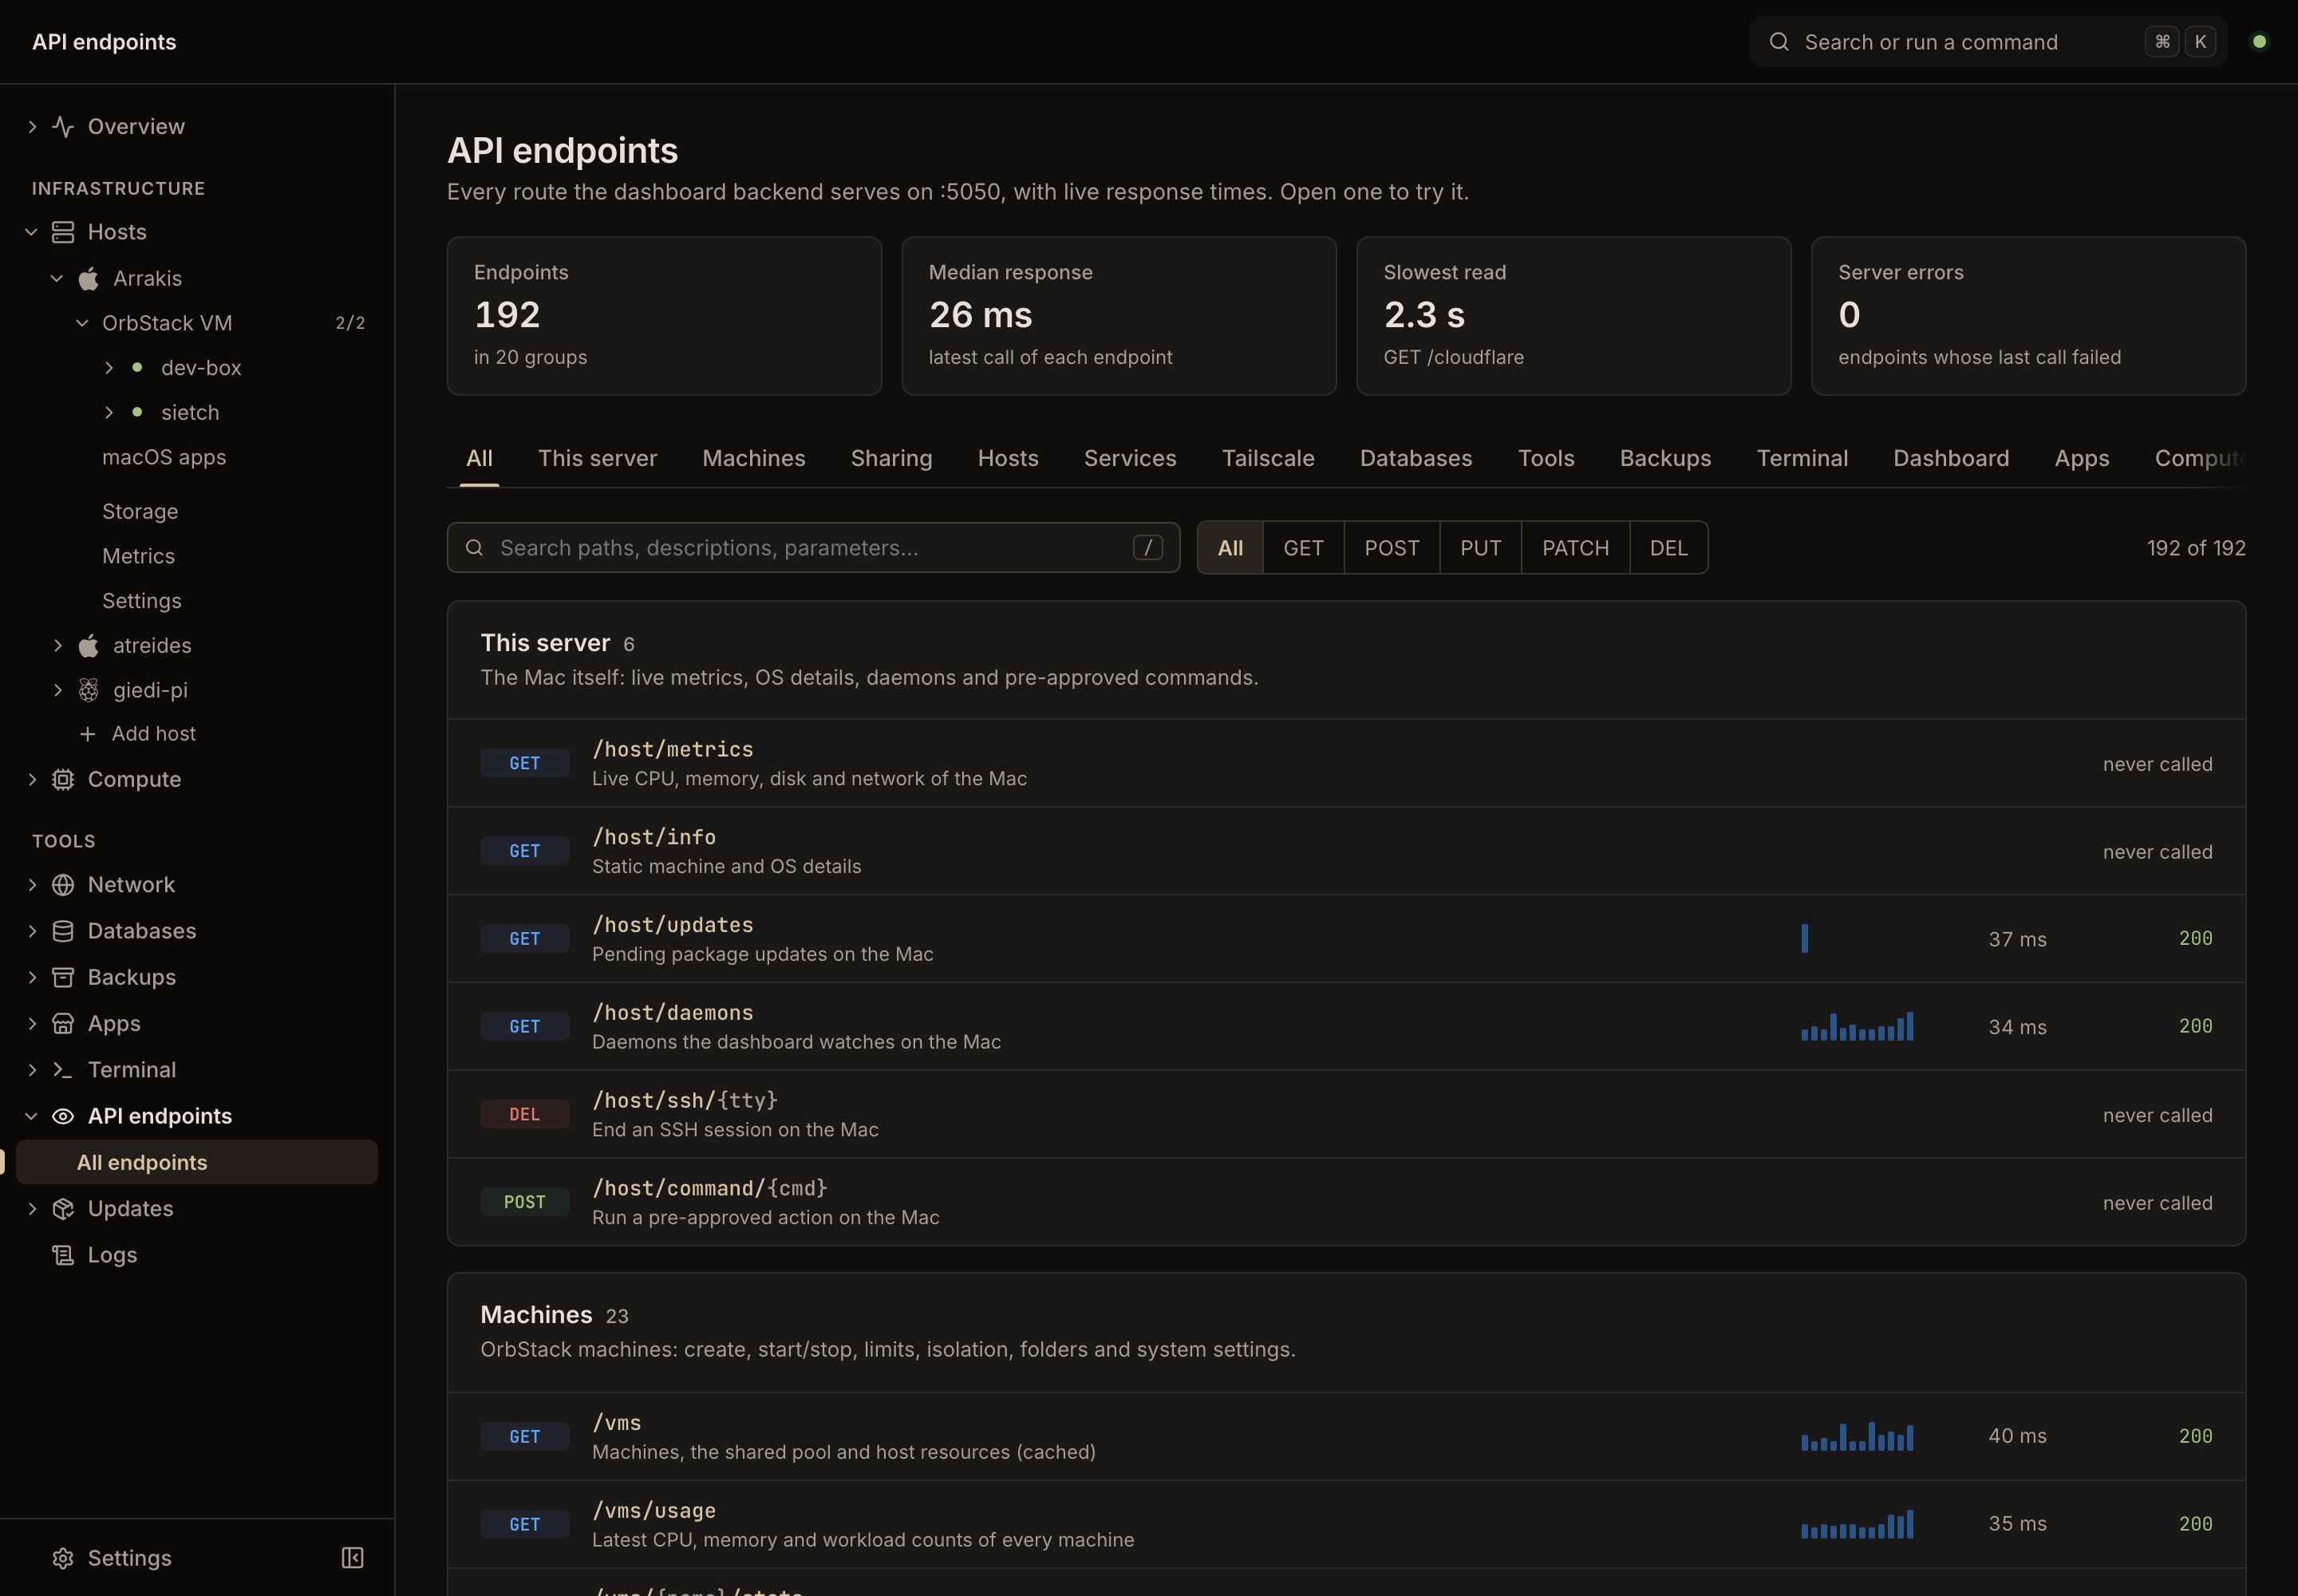 API endpoints
Search or run a command ⌘ K
Overview
INFRASTRUCTURE
Hosts
Arrakis
OrbStack VM 2/2
dev-box
sietch
macOS apps
Storage
Metrics
Settings
atreides
giedi-pi
Add host
Compute
TOOLS
Network
Databases
Backups
Apps
Terminal
API endpoints
All endpoints
Updates
Logs
Settings
API endpoints
Every route the dashboard backend serves on :5050, with live response times. Open one to try it.
Endpoints
192
in 20 groups
Median response
26 ms
latest call of each endpoint
Slowest read
2.3 s
GET /cloudflare
Server errors
0
endpoints whose last call failed
All This server Machines Sharing Hosts Services Tailscale Databases Tools Backups Terminal Dashboard Apps
Search paths, descriptions, parameters... /
All GET POST PUT PATCH DEL
192 of 192
This server 6
The Mac itself: live metrics, OS details, daemons and pre-approved commands.
GET /host/metrics never called
Live CPU, memory, disk and network of the Mac
GET /host/info never called
Static machine and OS details
GET /host/updates 37 ms 200
Pending package updates on the Mac
GET /host/daemons 34 ms 200
Daemons the dashboard watches on the Mac
DEL /host/ssh/{tty} never called
End an SSH session on the Mac
POST /host/command/{cmd} never called
Run a pre-approved action on the Mac
Machines 23
OrbStack machines: create, start/stop, limits, isolation, folders and system settings.
GET /vms 40 ms 200
Machines, the shared pool and host resources (cached)
GET /vms/usage 35 ms 200
Latest CPU, memory and workload counts of every machine